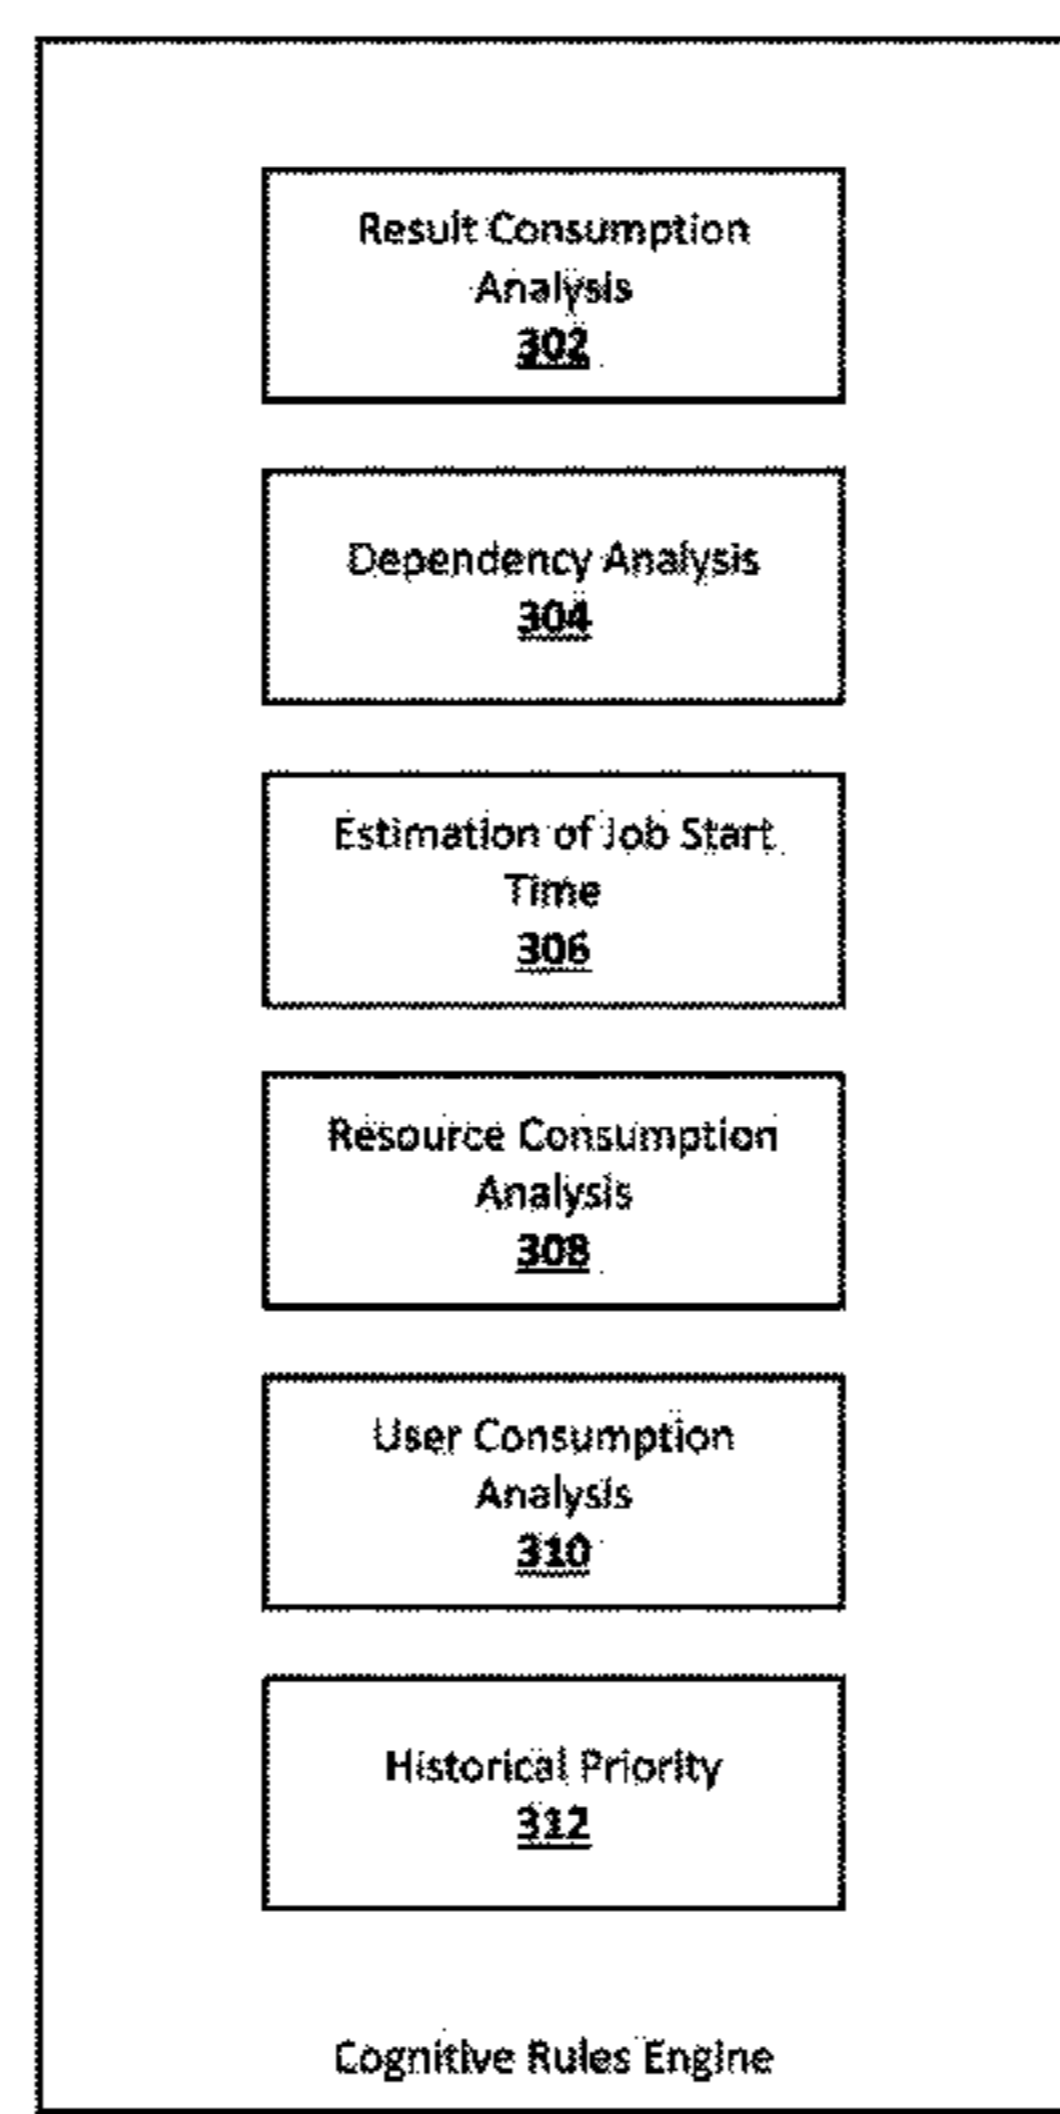 Result Consumption
Analysis
302
Dependency Analysis
304
Estimation of Job Start
Time
306
Resource Consumption
Analysis
308
User Consumption
Analysis
310
Historical Priority
312
Cognitive Rules Engine